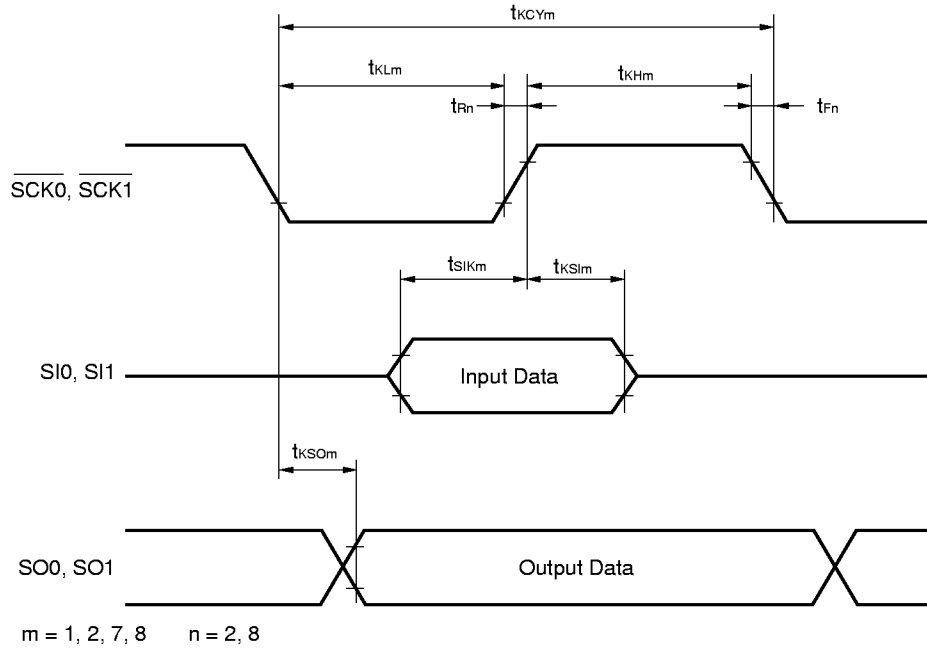 tKCYm
tKLm
tKHm
tRn
tFn
SCK0, SCK1
tSIKm
tKSIm
SI0, SI1
Input Data
tKSOm
SO0, SO1
Output Data
m = 1, 2, 7, 8 n = 2, 8